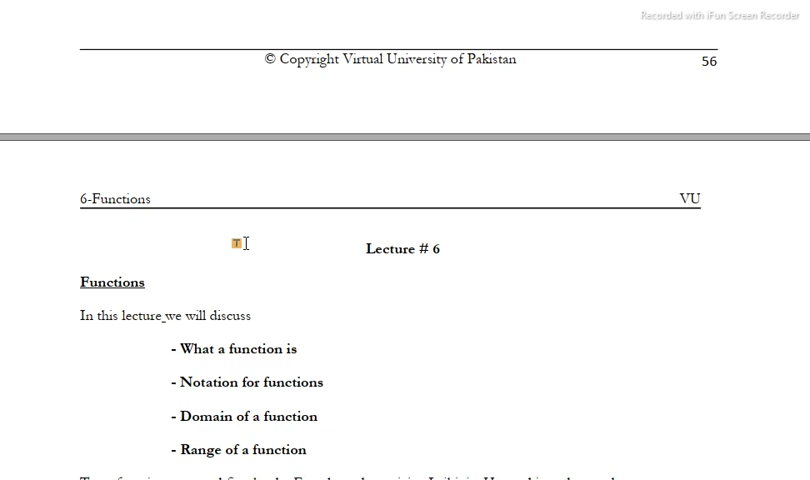 Recorded with iFun Screen Recorder
© Copyright Virtual University of Pakistan 56
6-Functions VU
T
Lecture # 6
Functions
In this lecture we will discuss
- What a function is
- Notation for functions
- Domain of a function
- Range of a function